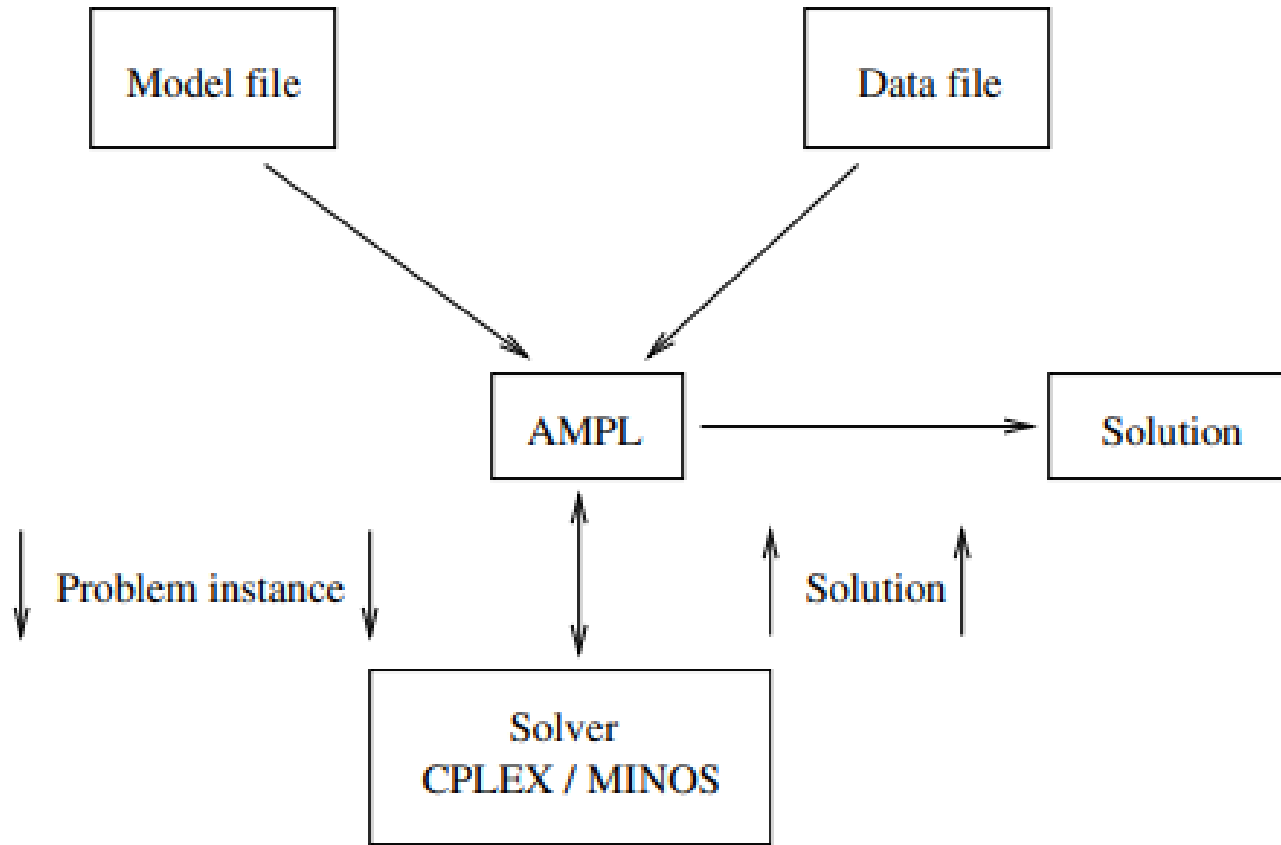 Model file
Data file
AMPL
Solution
Problem instance
Solution
Solver
CPLEX / MINOS